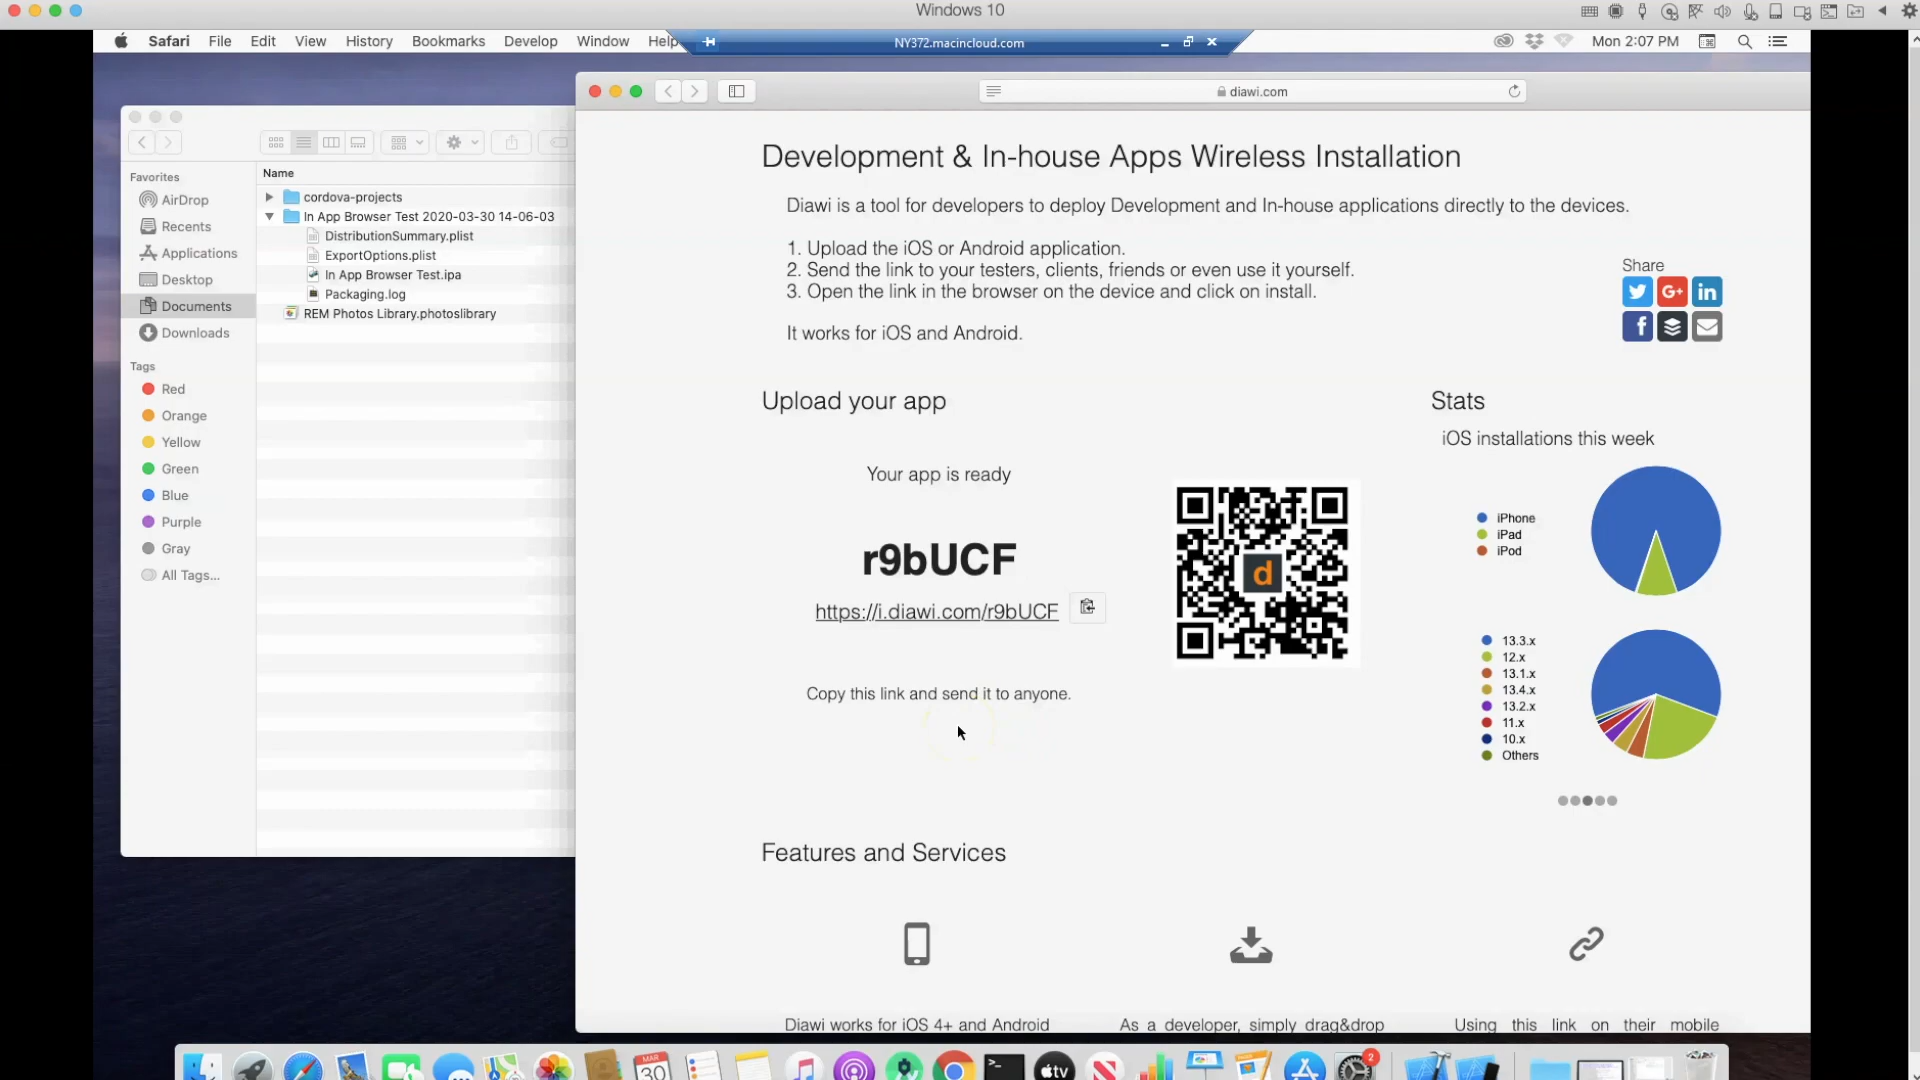 Windows 10
Safari File Edit View History Bookmarks Develop Window Help
NY372.macincloud.com
Mon 2:07 PM
diawi.com
Favorites
AirDrop
Recents
Applications
Desktop
Documents
Downloads
Tags
Red
Orange
Yellow
Green
Blue
Purple
Gray
All Tags...
Name
cordova-projects
In App Browser Test 2020-03-30 14-06-03
DistributionSummary.plist
ExportOptions.plist
In App Browser Test.ipa
Packaging.log
REM Photos Library.photoslibrary
Development & In-house Apps Wireless Installation
Diawi is a tool for developers to deploy Development and In-house applications directly to the devices.
1. Upload the iOS or Android application.
2. Send the link to your testers, clients, friends or even use it yourself.
3. Open the link in the browser on the device and click on install.
It works for iOS and Android.
Share
G+
in
f
Upload your app
Your app is ready
r9bUCF
https://i.diawi.com/r9bUCF
Copy this link and send it to anyone.
d
Stats
iOS installations this week
iPhone
iPad
iPod
13.3.x
12.x
13.1.x
13.4.x
13.2.x
11.x
10.x
Others
Features and Services
Diawi works for iOS 4+ and Android
As a developer, simply drag&drop
Using this link on their mobile
MAR
30
tv
2